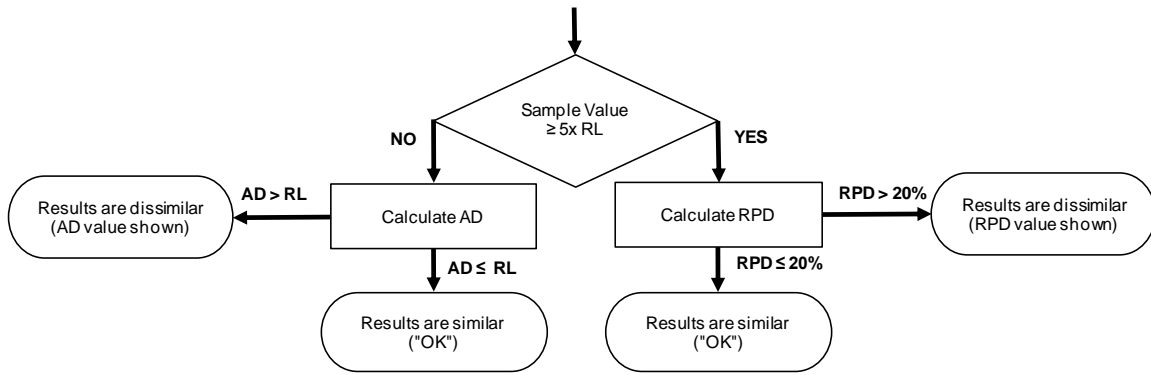 Sample Value
≥ 5x RL
NO
YES
AD > RL
RPD > 20%
Results are dissimilar
(AD value shown)
Calculate AD
Calculate RPD
Results are dissimilar
(RPD value shown)
AD ≤ RL
RPD ≤ 20%
Results are similar
("OK")
Results are similar
("OK")